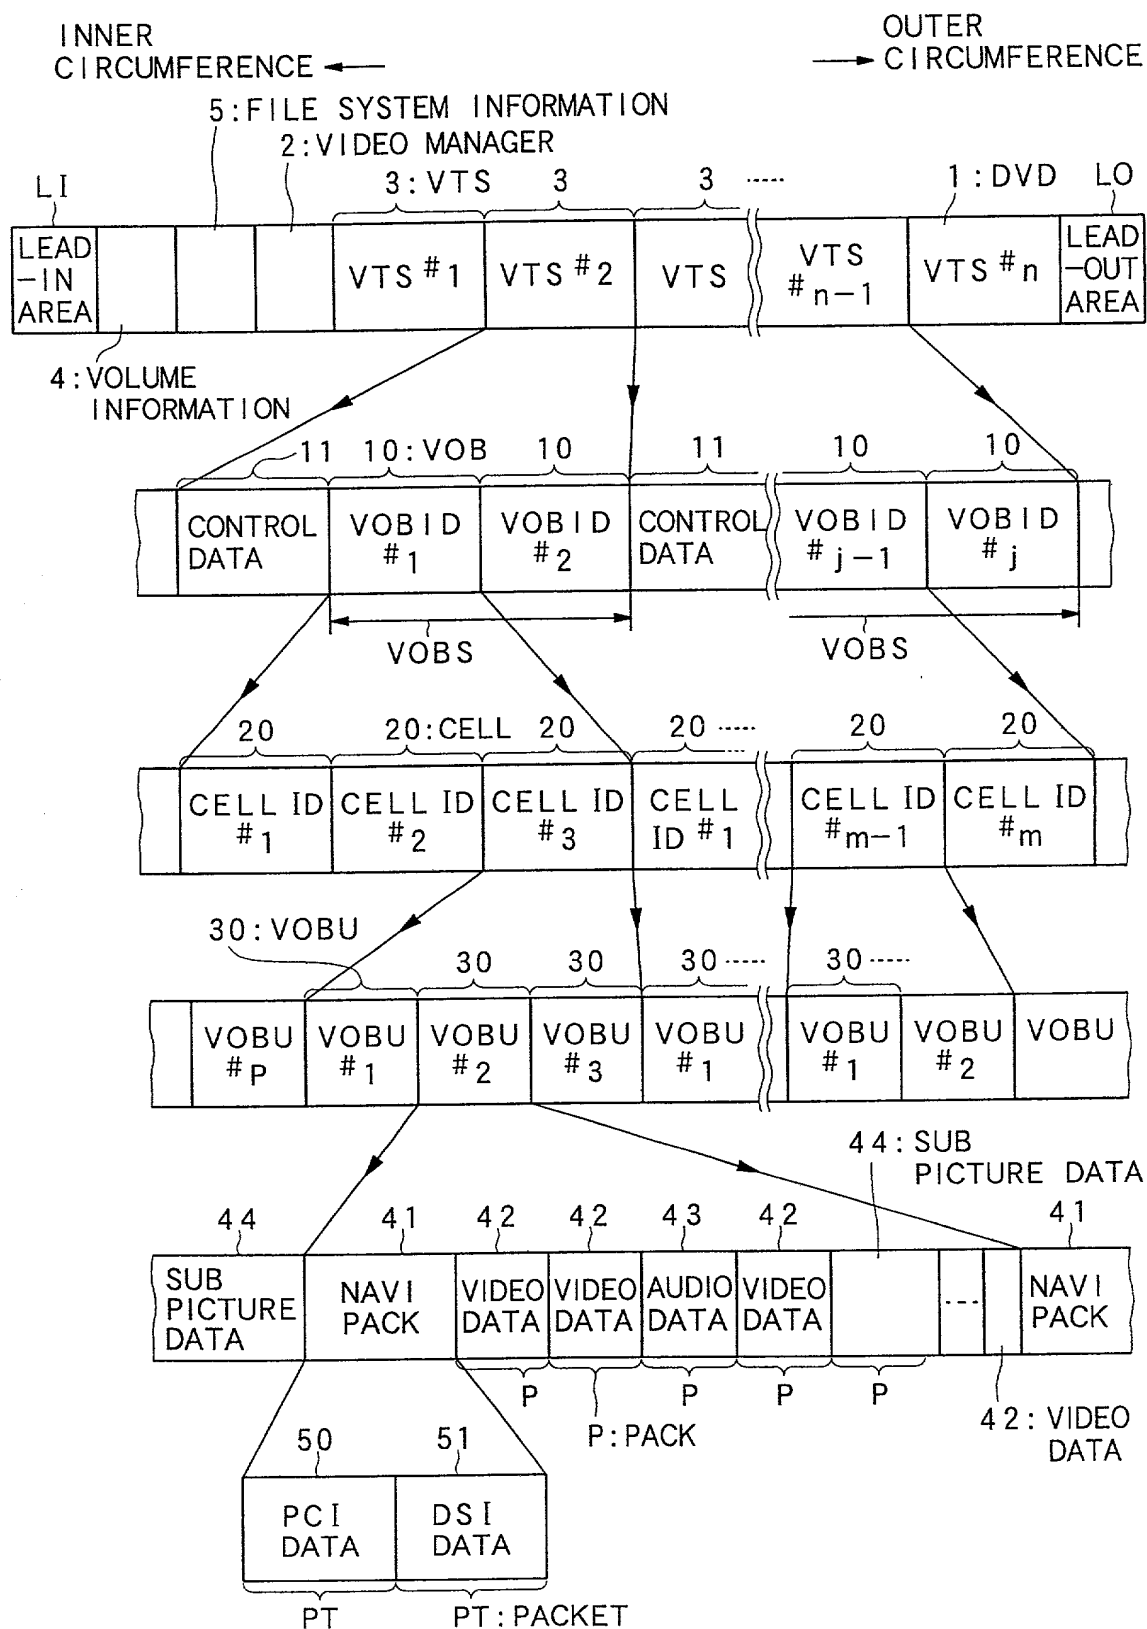 INNER
CIRCUMFERENCE
OUTER
CIRCUMFERENCE
5:FILE SYSTEM INFORMATION
2:VIDEO MANAGER
LI
3:VTS
3
3
1:DVD
LO
LEAD
-IN
AREA
VTS #1
VTS #2
VTS
VTS
#n-1
VTS #n
LEAD
-OUT
AREA
4:VOLUME
INFORMATION
11
10:VOB
10
11
10
10
CONTROL
DATA
VOBID
#1
VOBID
#2
CONTROL
DATA
VOBID
#j-1
VOBID
#j
VOBS
VOBS
20
20:CELL
20
20
20
20
CELL ID
#1
CELL ID
#2
CELL ID
#3
CELL
ID #1
CELL ID
#m-1
CELL ID
#m
30:VOBU
30
30
30
30
VOBU
#P
VOBU
#1
VOBU
#2
VOBU
#3
VOBU
#1
VOBU
#1
VOBU
#2
VOBU
44:SUB
PICTURE DATA
44
41
42
42
43
42
41
SUB
PICTURE
DATA
NAVI
PACK
VIDEO
DATA
VIDEO
DATA
AUDIO
DATA
VIDEO
DATA
NAVI
PACK
P
P:PACK
P
P
P
42:VIDEO
DATA
50
51
PCI
DATA
DSI
DATA
PT
PT:PACKET